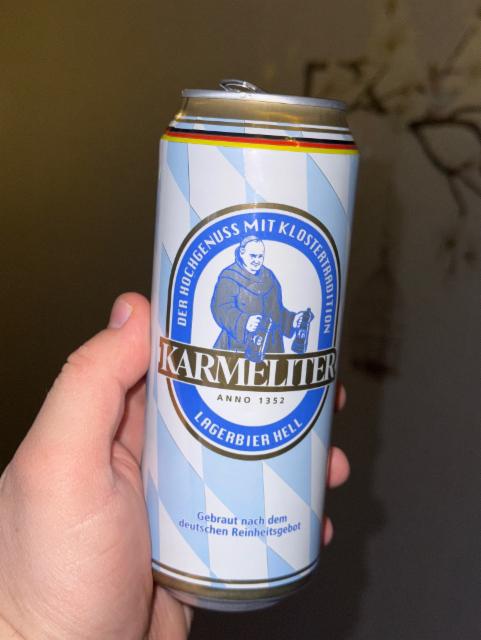 DER HOCHGENUSS MIT KLOSTERTRADITION
KARMELITER
ANNO 1352
LAGERBIER HELL
Gebraut nach dem
deutschen Reinheitsgebot